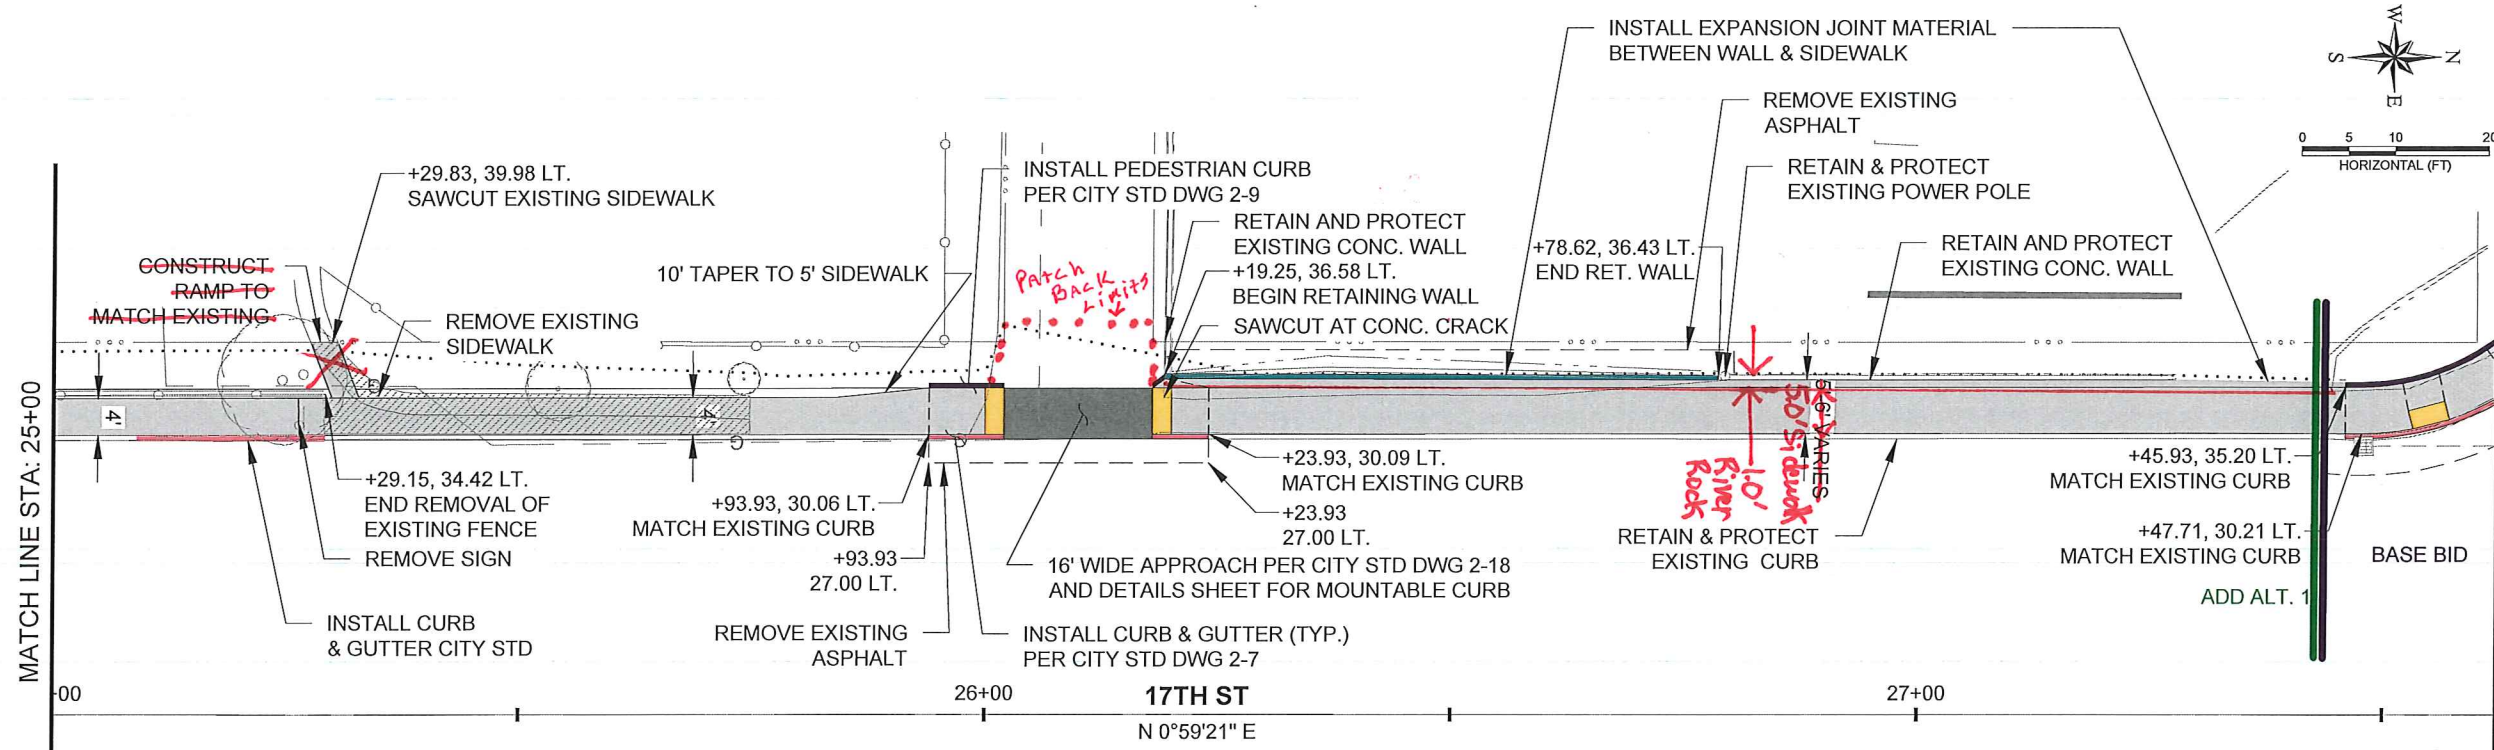 INSTALL EXPANSION JOINT MATERIAL
BETWEEN WALL & SIDEWALK
W
N
S
E
REMOVE EXISTING
ASPHALT
0 5 10 20
HORIZONTAL (FT)
+29.83, 39.98 LT.
SAWCUT EXISTING SIDEWALK
INSTALL PEDESTRIAN CURB
PER CITY STD DWG 2-9
RETAIN & PROTECT
EXISTING POWER POLE
RETAIN AND PROTECT
EXISTING CONC. WALL
+78.62, 36.43 LT.
END RET. WALL
RETAIN AND PROTECT
EXISTING CONC. WALL
CONSTRUCT
RAMP TO
MATCH EXISTING
10' TAPER TO 5' SIDEWALK
Patch
Back
Limits
+19.25, 36.58 LT.
BEGIN RETAINING WALL
REMOVE EXISTING
SIDEWALK
SAWCUT AT CONC. CRACK
4'
4'
G
5'-6' VARIES
5.0' Sidewalk
1.0'
River
Rock
MATCH LINE STA: 25+00
+29.15, 34.42 LT.
END REMOVAL OF
EXISTING FENCE
REMOVE SIGN
+93.93, 30.06 LT.
MATCH EXISTING CURB
+93.93
27.00 LT.
+23.93, 30.09 LT.
MATCH EXISTING CURB
+23.93
27.00 LT.
+45.93, 35.20 LT.
MATCH EXISTING CURB
RETAIN & PROTECT
EXISTING CURB
+47.71, 30.21 LT.
MATCH EXISTING CURB
BASE BID
16' WIDE APPROACH PER CITY STD DWG 2-18
AND DETAILS SHEET FOR MOUNTABLE CURB
ADD ALT. 1
INSTALL CURB
& GUTTER CITY STD
REMOVE EXISTING
ASPHALT
INSTALL CURB & GUTTER (TYP.)
PER CITY STD DWG 2-7
+00
26+00
17TH ST
27+00
N 0°59'21" E